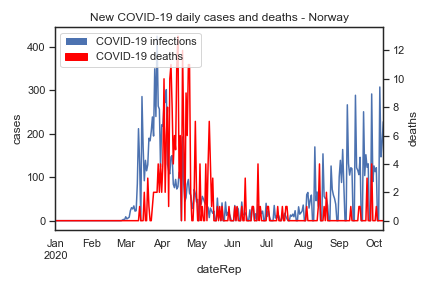 New COVID-19 daily cases and deaths - Norway
COVID-19 infections
COVID-19 deaths
400
300
200
100
0
cases
12
10
8
6
4
2
0
deaths
Jan Feb Mar Apr May Jun Jul Aug Sep Oct
2020
dateRep